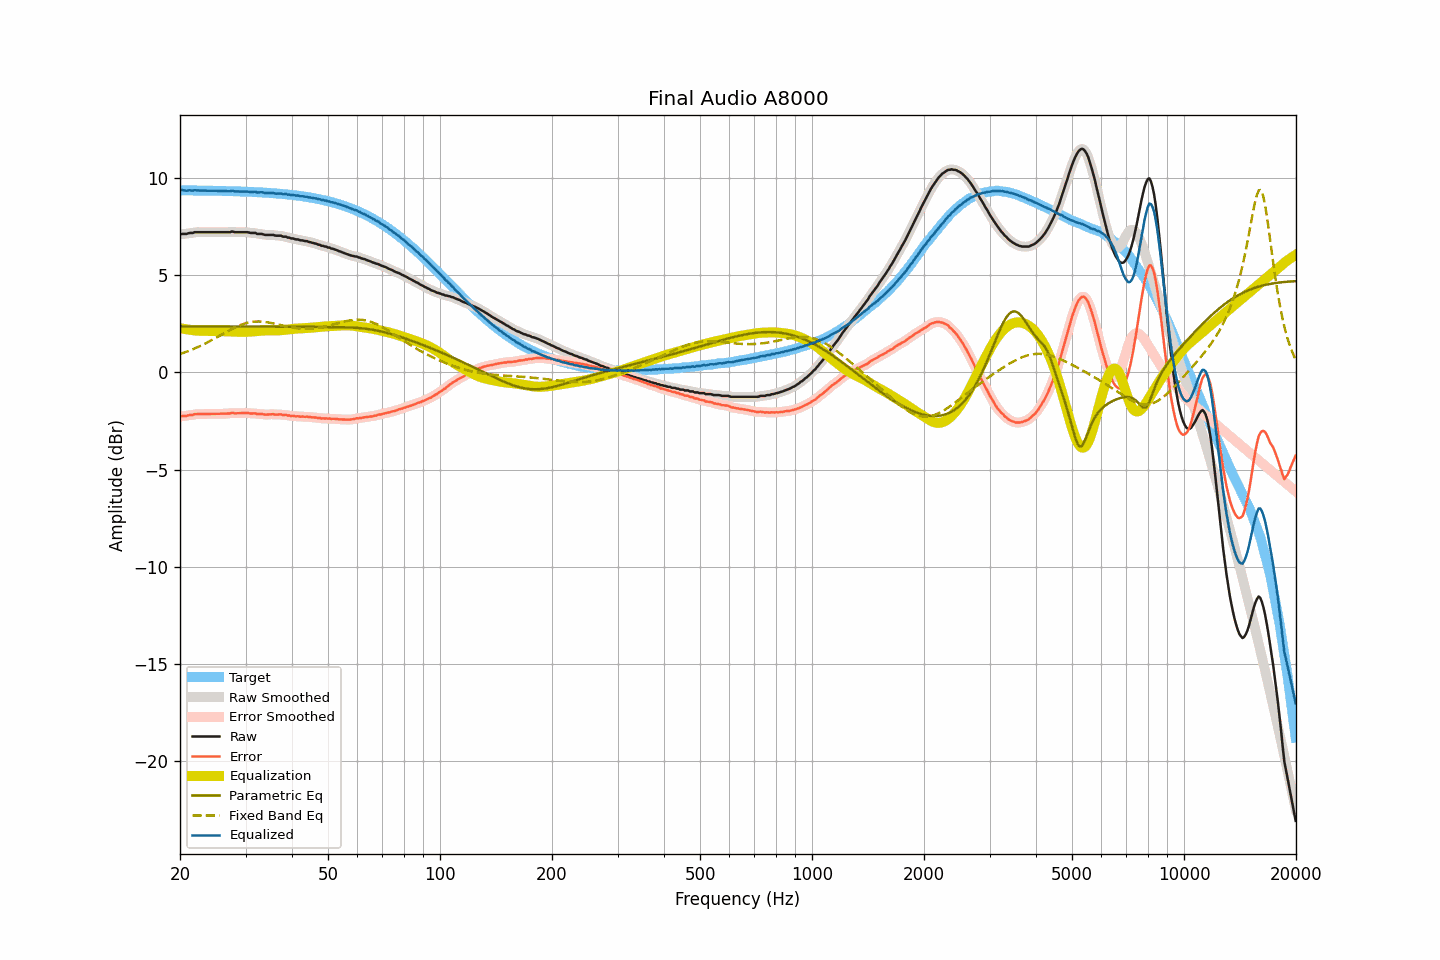 Final Audio A8000
Amplitude (dBr)
10
5
0
−5
−10
−15
−20
Target
Raw Smoothed
Error Smoothed
Raw
Error
Equalization
Parametric Eq
Fixed Band Eq
Equalized
20 50 100 200 500 1000 2000 5000 10000 20000
Frequency (Hz)